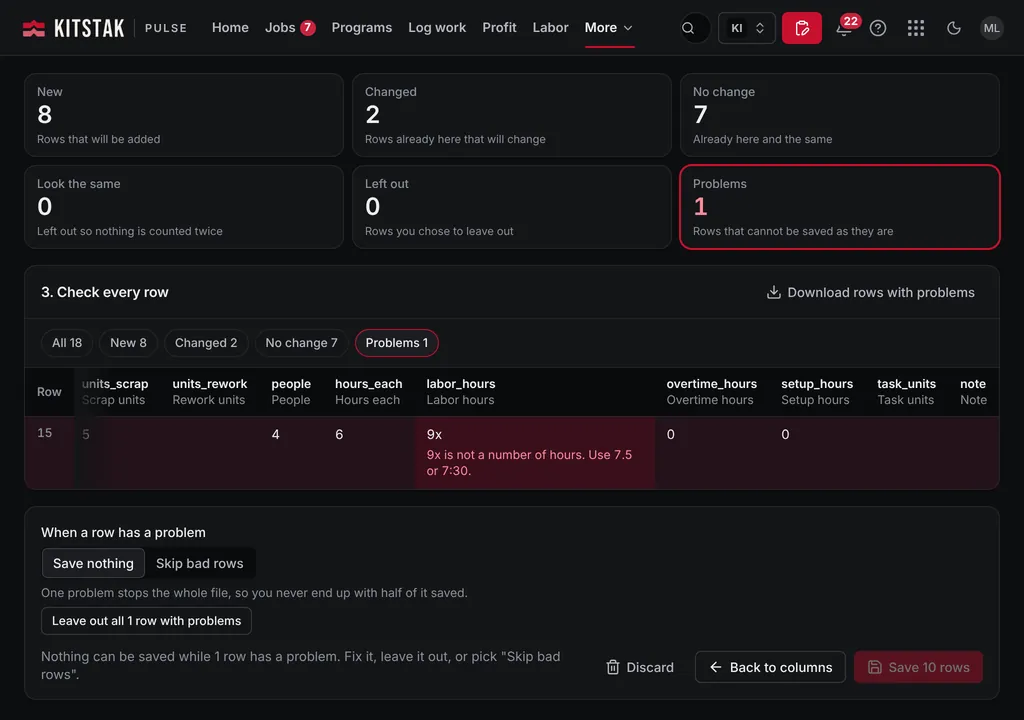 KITSTAK PULSE Home Jobs 7 Programs Log work Profit Labor More KI 22 ML
New
8
Rows that will be added
Changed
2
Rows already here that will change
No change
7
Already here and the same
Look the same
0
Left out so nothing is counted twice
Left out
0
Rows you chose to leave out
Problems
1
Rows that cannot be saved as they are
3. Check every row
Download rows with problems
All 18 New 8 Changed 2 No change 7 Problems 1
Row units_scrap units_rework people hours_each labor_hours overtime_hours setup_hours task_units note
Scrap units Rework units People Hours each Labor hours Overtime hours Setup hours Task units Note
15 5 4 6 9x 0 0
9x is not a number of hours. Use 7.5
or 7:30.
When a row has a problem
Save nothing Skip bad rows
One problem stops the whole file, so you never end up with half of it saved.
Leave out all 1 row with problems
Nothing can be saved while 1 row has a problem. Fix it, leave it out, or pick "Skip bad
rows".
Discard Back to columns Save 10 rows